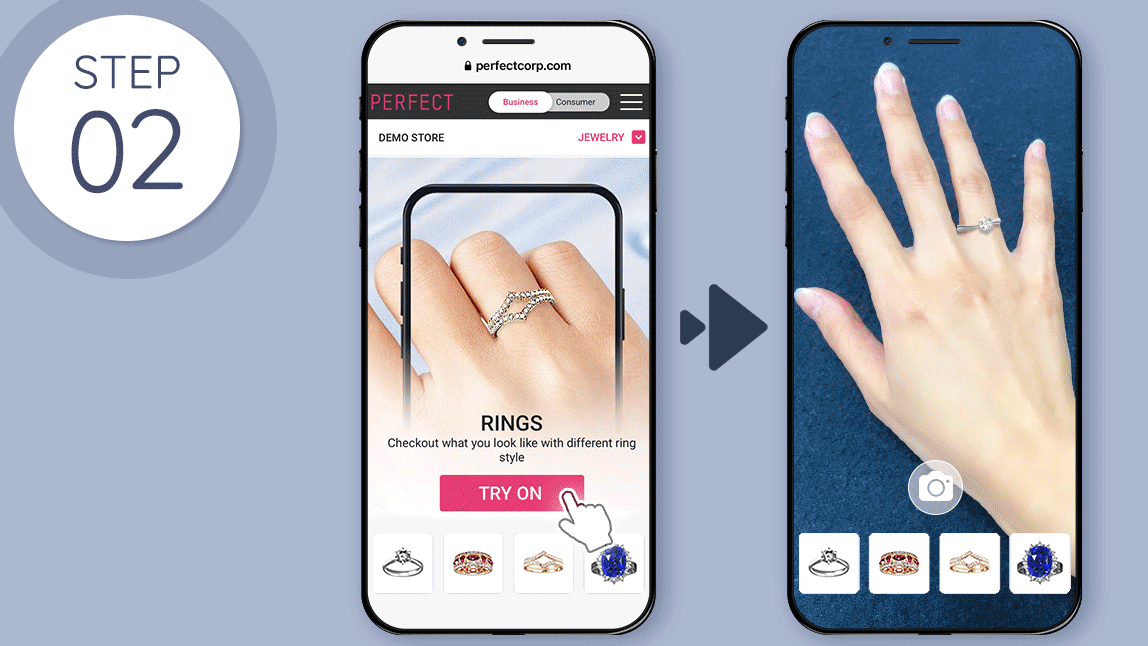 STEP
02
perfectcorp.com
PERFECT
Business
Consumer
DEMO STORE
JEWELRY
RINGS
Checkout what you look like with different ring
style
TRY ON